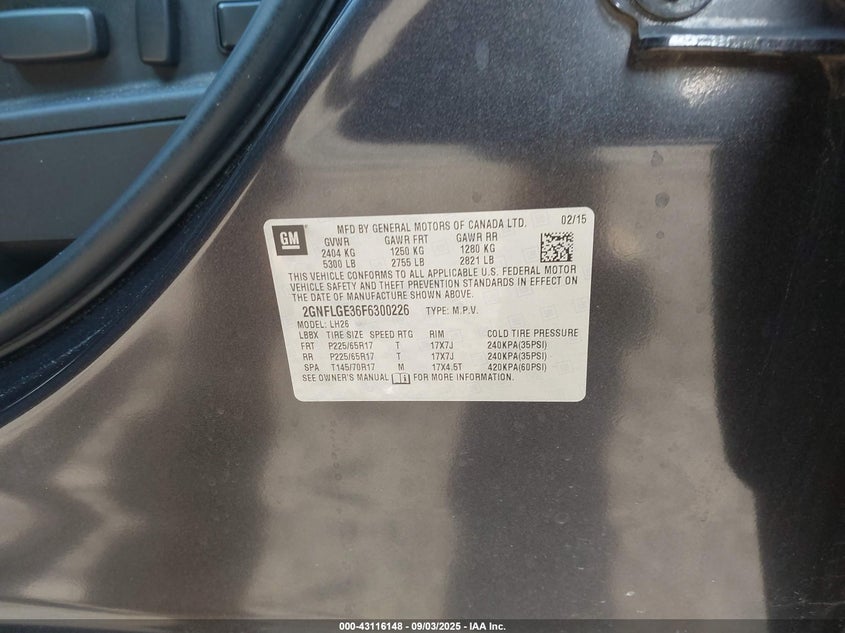 GM
MFD BY GENERAL MOTORS OF CANADA LTD. 02/15
GVWR GAWR FRT GAWR RR
2404 KG 1250 KG 1280 KG
5300 LB 2755 LB 2821 LB
THIS VEHICLE CONFORMS TO ALL APPLICABLE U.S. FEDERAL MOTOR
VEHICLE SAFETY AND THEFT PREVENTION STANDARDS IN EFFECT ON
THE DATE OF MANUFACTURE SHOWN ABOVE.
2GNFLGE36F6300226 TYPE: M.P.V.
MODEL: LH26
LBBX TIRE SIZE SPEED RTG RIM COLD TIRE PRESSURE
FRT P225/65R17 T 17X7J 240KPA(35PSI)
RR P225/65R17 T 17X7J 240KPA(35PSI)
SPA T145/70R17 M 17X4.5T 420KPA(60PSI)
SEE OWNER'S MANUAL FOR MORE INFORMATION.
000-43116148 - 09/03/2025 - IAA Inc.